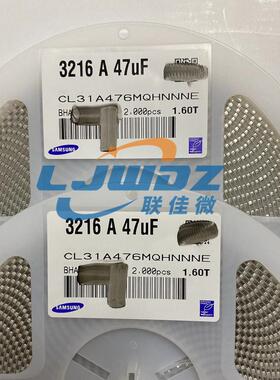 3216 A 47uF
CL31A476MQHNNNE
BHA 2.000pcs 1.60T
SAMSUNG
LJWDZ
联佳微
3216 A 47uF
CL31A476MQHNNNE
BHA 2.000pcs 1.60T
SAMSUNG